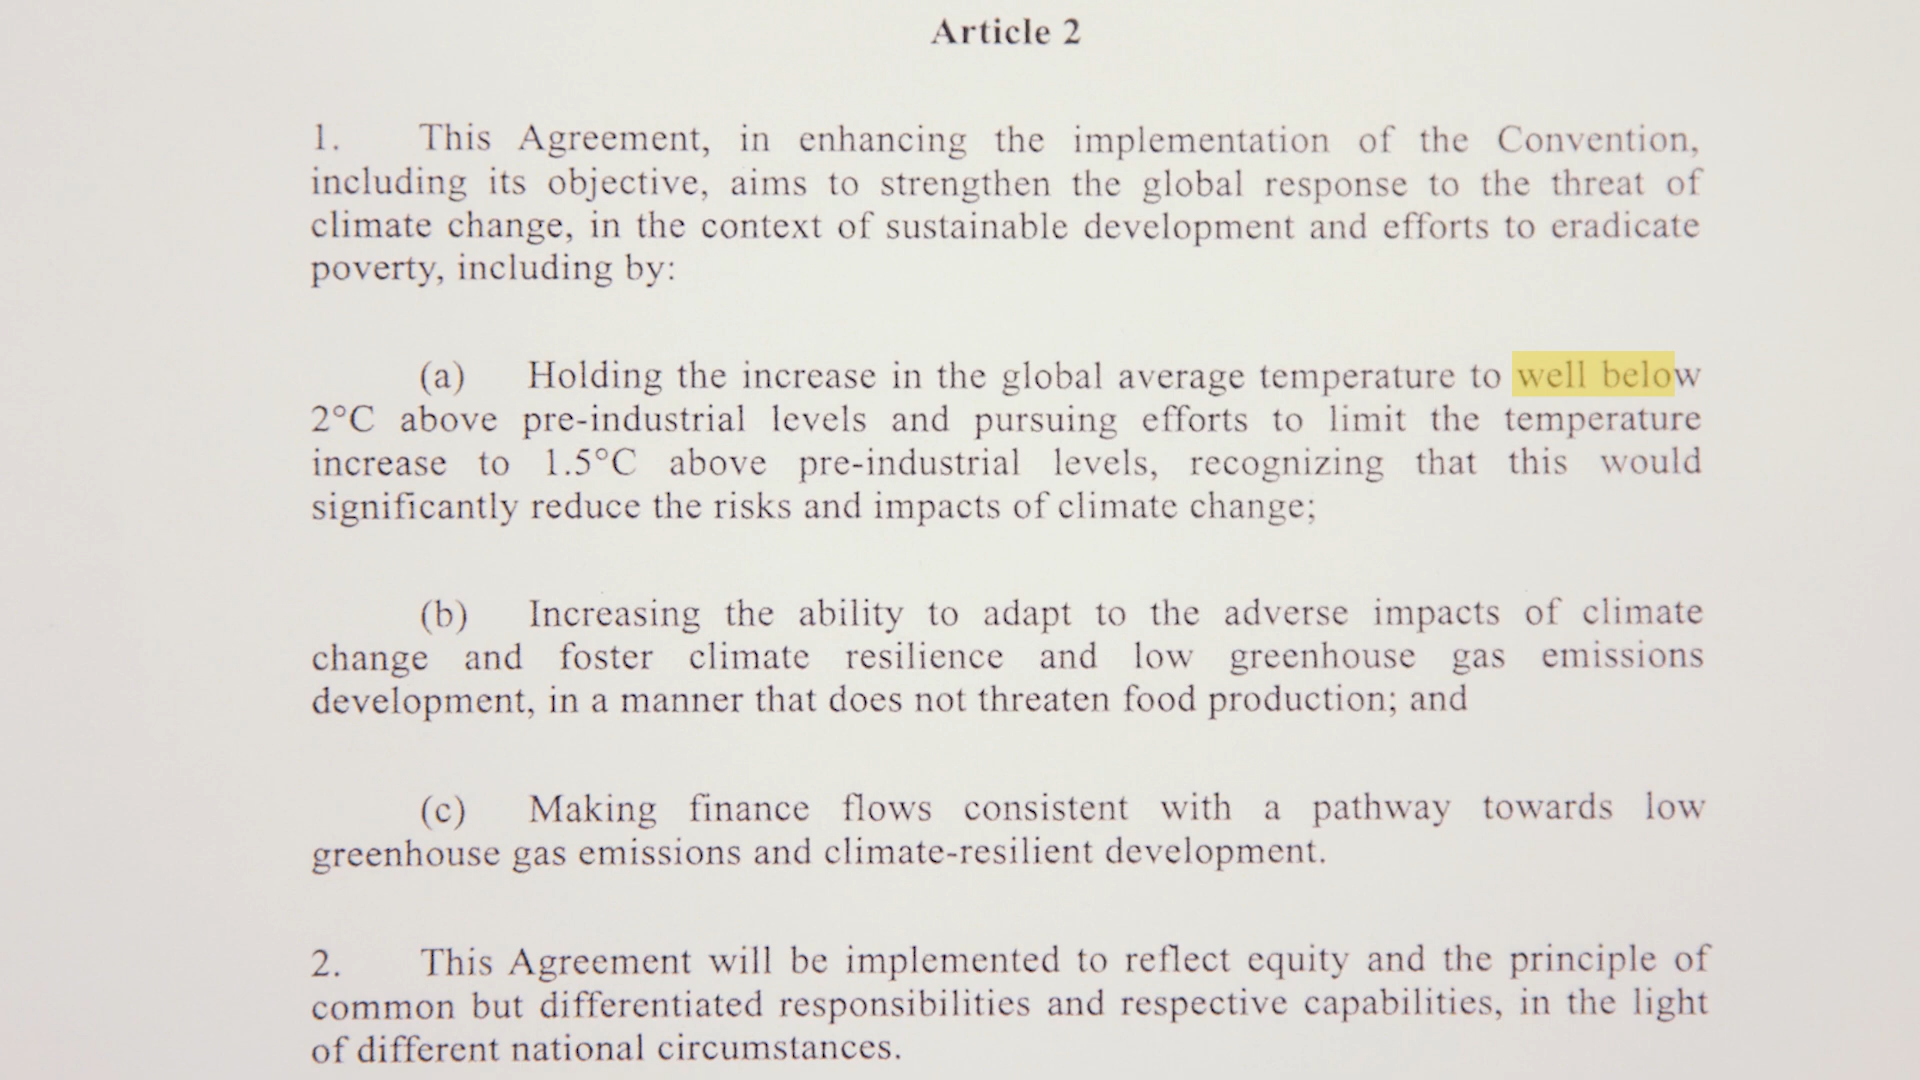 Article 2
1. This Agreement, in enhancing the implementation of the Convention,
including its objective, aims to strengthen the global response to the threat of
climate change, in the context of sustainable development and efforts to eradicate
poverty, including by:
(a) Holding the increase in the global average temperature to well below
2°C above pre-industrial levels and pursuing efforts to limit the temperature
increase to 1.5°C above pre-industrial levels, recognizing that this would
significantly reduce the risks and impacts of climate change;
(b) Increasing the ability to adapt to the adverse impacts of climate
change and foster climate resilience and low greenhouse gas emissions
development, in a manner that does not threaten food production; and
(c) Making finance flows consistent with a pathway towards low
greenhouse gas emissions and climate-resilient development.
2. This Agreement will be implemented to reflect equity and the principle of
common but differentiated responsibilities and respective capabilities, in the light
of different national circumstances.